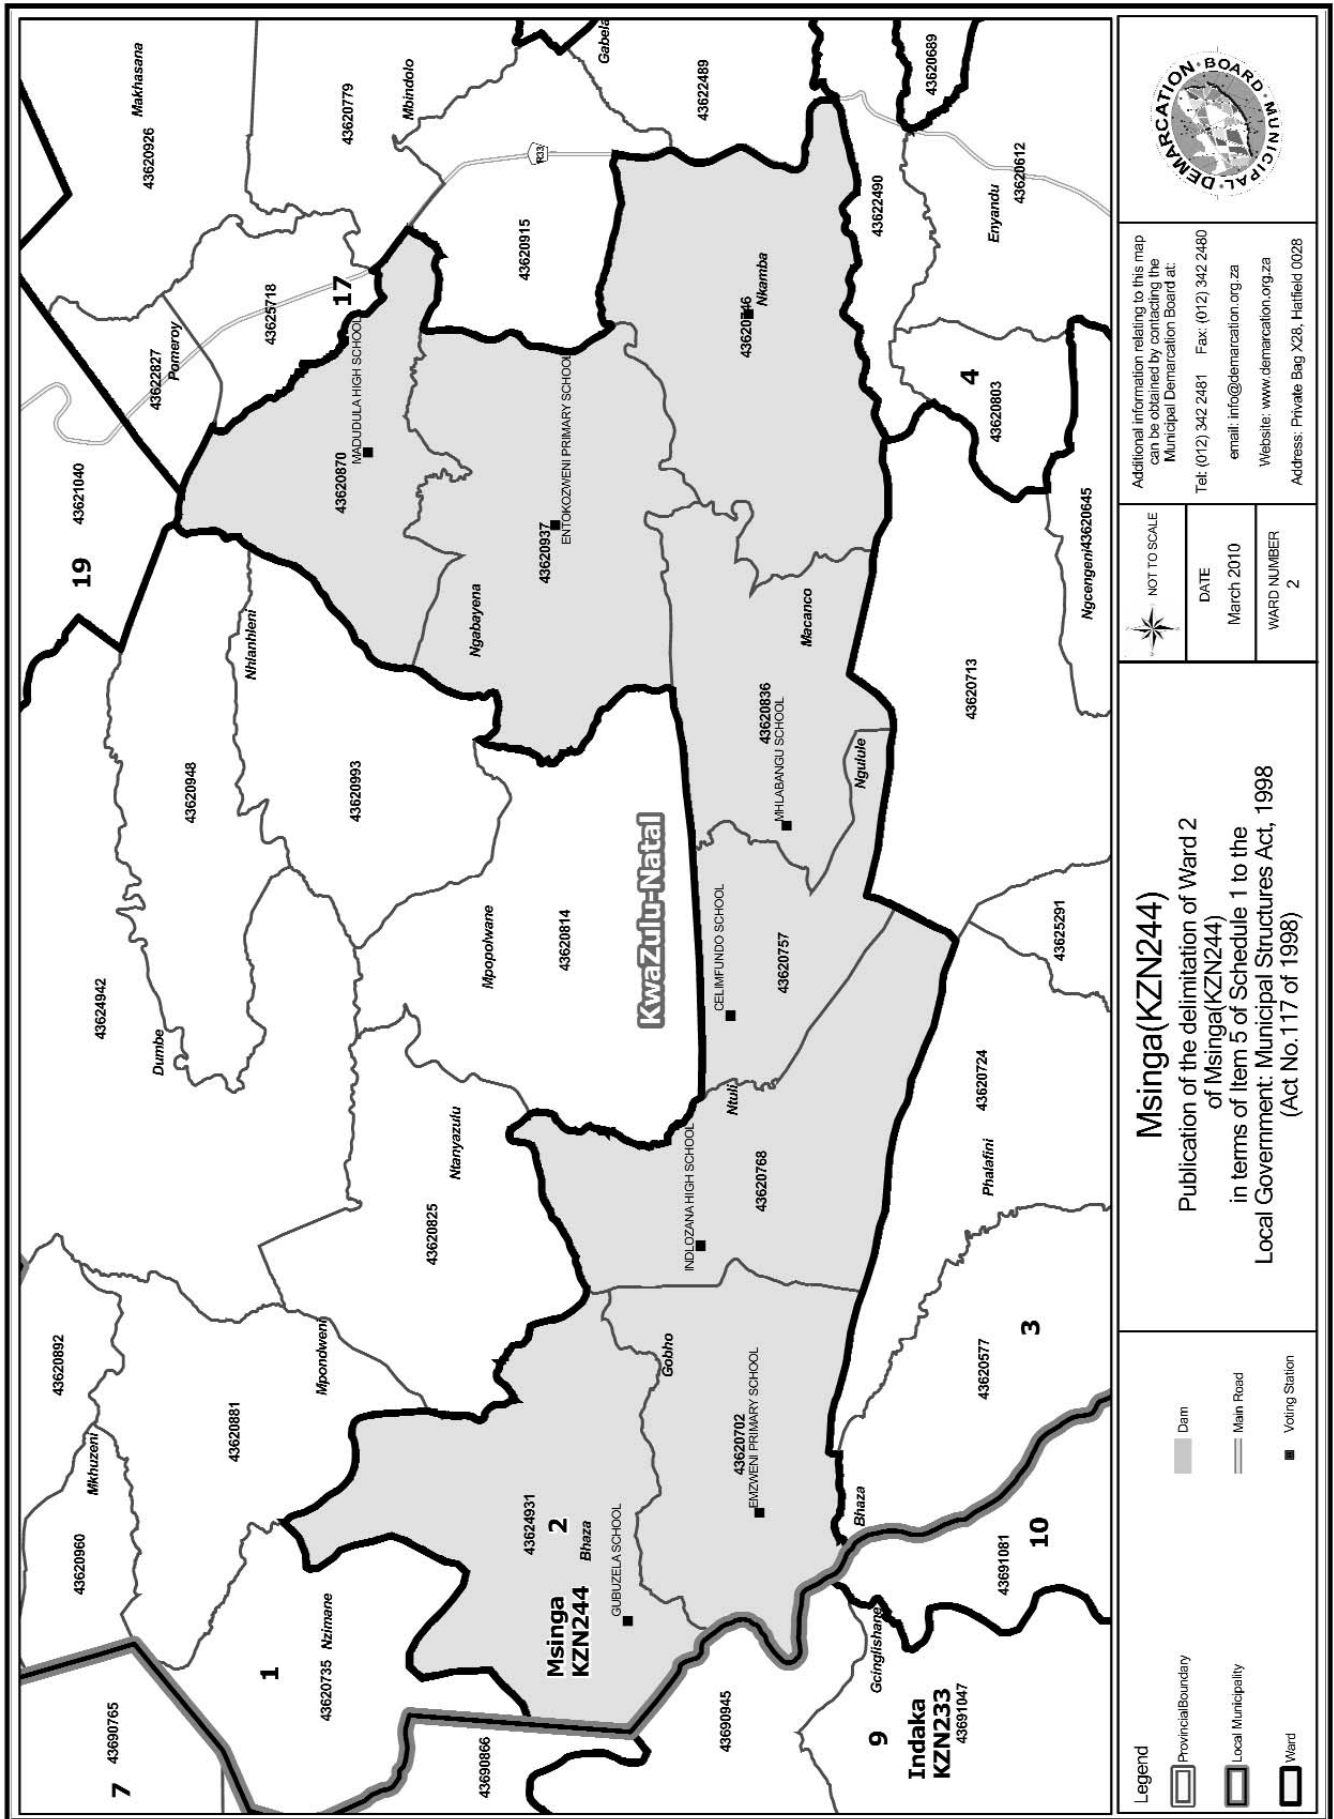 7
43690765
43620960
Mkhuzeni
43620892
43620881
Mpondweni
1
43620735
Nzimane
43690866
Msinga
KZN244
43624931
2
Bhaza
GUBUZELA SCHOOL
43690945
9
Gcinglishane
Indaka
KZN233
43691047
43691081
10
Bhaza
43620702
EMZWENI PRIMARY SCHOOL
Gobho
43620577
3
Dumbe
43624942
43620948
Nhlanhleni
43620993
43620825
Ntanyazulu
Mpopolwane
43620814
KwaZulu-Natal
INDLOZANA HIGH SCHOOL
43620768
Ntuli
CELIMFUNDO SCHOOL
43620757
Phalafini
43620724
43625291
43620836
MHLABANGU SCHOOL
Ngulule
Macanco
43620713
19
43621040
43622827
Pomeroy
43625718
17
43620870
MADUDULA HIGH SCHOOL
Ngabayena
43620937
ENTOKOZWENI PRIMARY SCHOOL
43620915
R33
Makhasana
43620926
43620779
Mbindolo
Gabela
43622489
43620746
Nkamba
43622490
43620689
Enyandu
43620612
4
43620803
Ngcengeni
43620645
Legend
ProvincialBoundary
Local Municipality
Ward
Dam
Main Road
Voting Station
Msinga(KZN244)
Publication of the delimitation of Ward 2
of Msinga(KZN244)
in terms of Item 5 of Schedule 1 to the
Local Government: Municipal Structures Act, 1998
(Act No.117 of 1998)
NOT TO SCALE
DATE
March 2010
WARD NUMBER
2
Additional information relating to this map
can be obtained by contacting the
Municipal Demarcation Board at:
Tel: (012) 342 2481 Fax: (012) 342 2480
email: info@demarcation.org.za
Website: www.demarcation.org.za
Address: Private Bag X28, Hatfield 0028
MUNICIPAL DEMARCATION BOARD